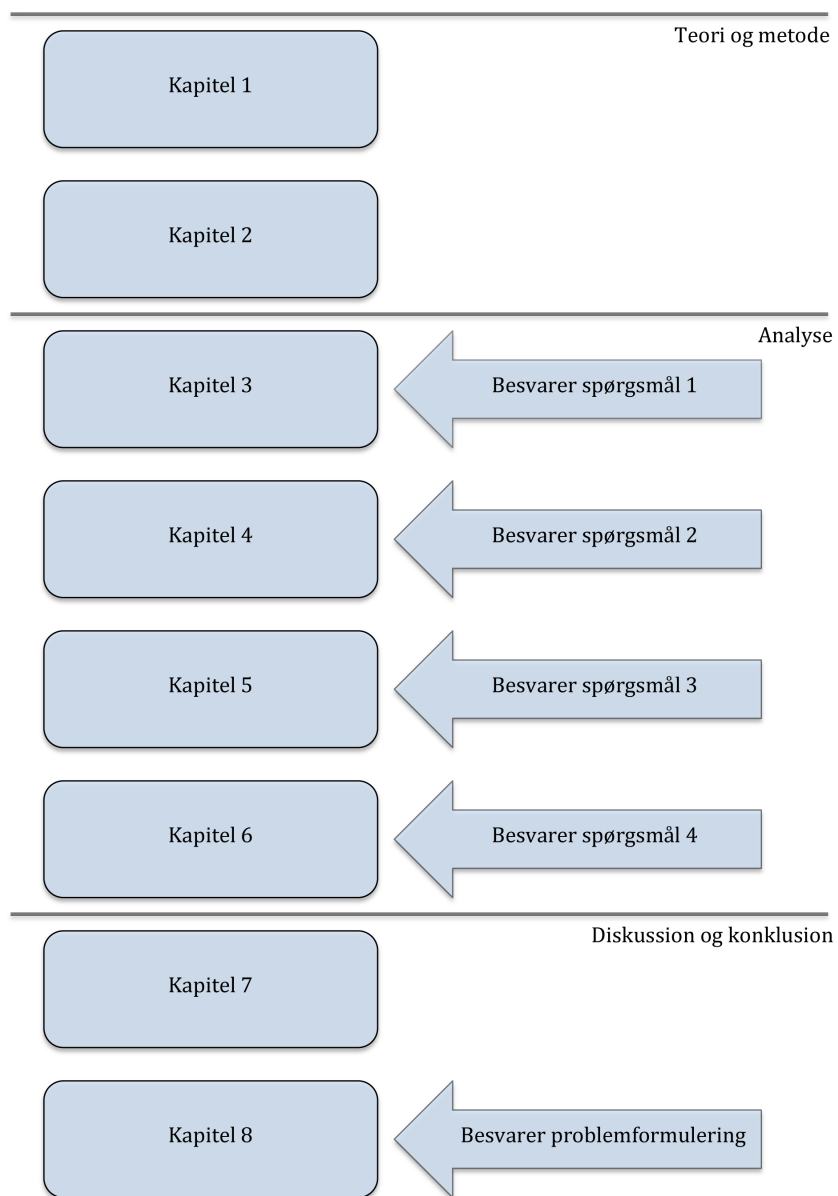 Teori og metode
Kapitel 1
Kapitel 2
Analyse
Kapitel 3
Besvarer spørgsmål 1
Kapitel 4
Besvarer spørgsmål 2
Kapitel 5
Besvarer spørgsmål 3
Kapitel 6
Besvarer spørgsmål 4
Diskussion og konklusion
Kapitel 7
Kapitel 8
Besvarer problemformulering